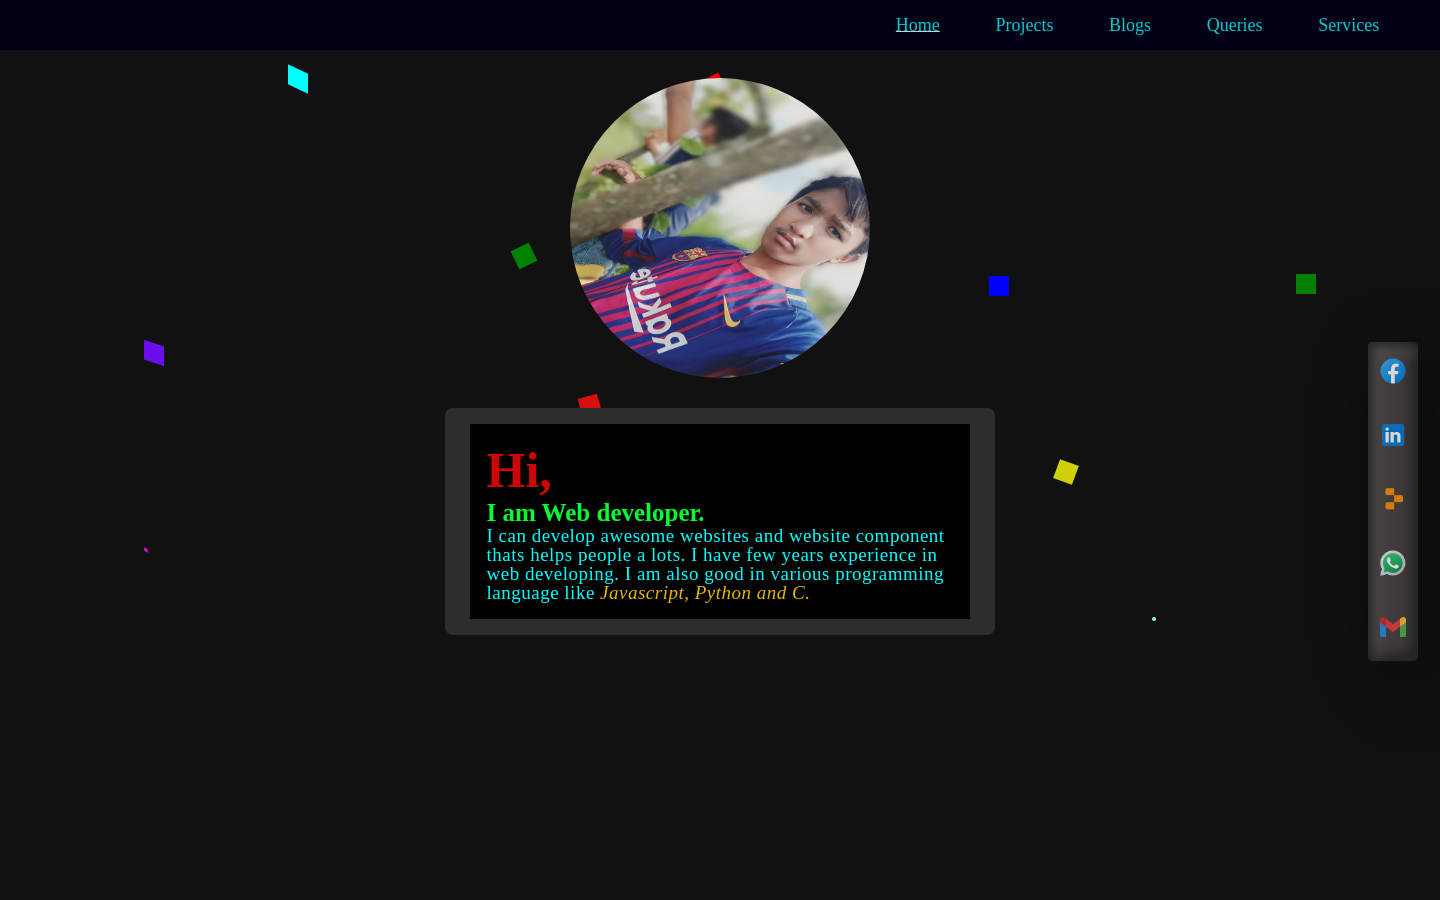 Home Projects Blogs Queries Services
Rakuten
Hi,
I am Web developer.
I can develop awesome websites and website component
thats helps people a lots. I have few years experience in
web developing. I am also good in various programming
language like Javascript, Python and C.
in